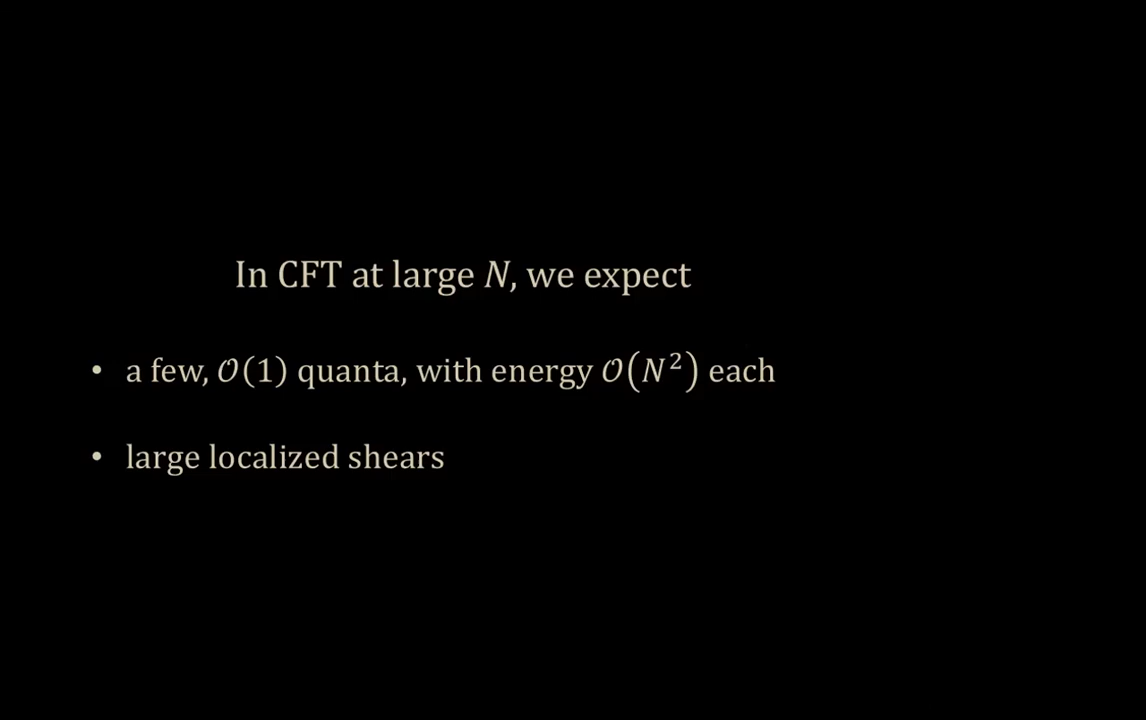 In CFT at large N, we expect
• a few, 𝒪(1) quanta, with energy 𝒪(N²) each
• large localized shears